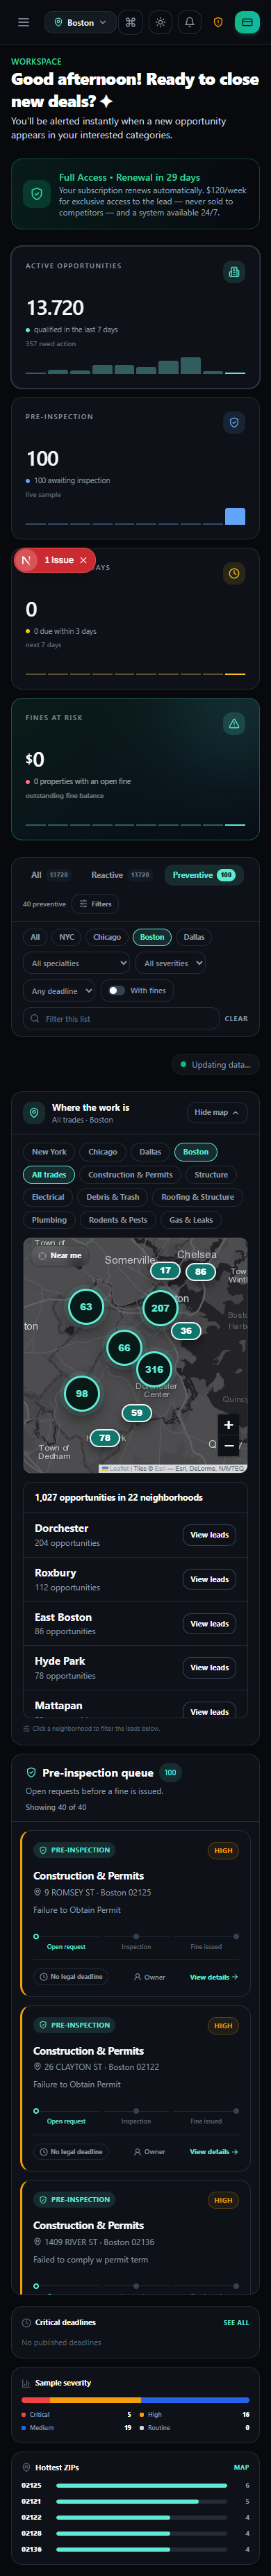 Boston
WORKSPACE
Good afternoon! Ready to close
new deals?
You'll be alerted instantly when a new opportunity
appears in your interested categories.
Full Access • Renewal in 29 days
Your subscription renews automatically. $120/week
for exclusive access to the lead — never sold to
competitors — and a system available 24/7.
ACTIVE OPPORTUNITIES
13.720
qualified in the last 7 days
357 need action
PRE-INSPECTION
100
100 awaiting inspection
live sample
N 1 Issue ×
AYS
0
0 due within 3 days
next 7 days
FINES AT RISK
$0
0 properties with an open fine
outstanding fine balance
All 13720 Reactive 13720 Preventive 100
40 preventive Filters
All NYC Chicago Boston Dallas
All specialties All severities
Any deadline With fines
Filter this list CLEAR
Updating data...
Where the work is
All trades · Boston
Hide map
New York Chicago Dallas Boston
All trades Construction & Permits Structure
Electrical Debris & Trash Roofing & Structure
Plumbing Rodents & Pests Gas & Leaks
Town of
Near me
Somerville
Chelsea
17
86
63
207
36
66
316
98
Center
59
78
Quincy
Town of
Dedham
+
−
Leaflet | Tiles © Esri — Esri, DeLorme, NAVTEQ
1,027 opportunities in 22 neighborhoods
Dorchester
204 opportunities
View leads
Roxbury
112 opportunities
View leads
East Boston
86 opportunities
View leads
Hyde Park
78 opportunities
View leads
Mattapan
View leads
Click a neighborhood to filter the leads below.
Pre-inspection queue 100
Open requests before a fine is issued.
Showing 40 of 40
PRE-INSPECTION HIGH
Construction & Permits
9 ROMSEY ST · Boston 02125
Failure to Obtain Permit
Open request Inspection Fine issued
No legal deadline Owner View details →
PRE-INSPECTION HIGH
Construction & Permits
26 CLAYTON ST · Boston 02122
Failure to Obtain Permit
Open request Inspection Fine issued
No legal deadline Owner View details →
PRE-INSPECTION HIGH
Construction & Permits
1409 RIVER ST · Boston 02136
Failed to comply w permit term
Critical deadlines SEE ALL
No published deadlines
Sample severity
Critical 5 High 16
Medium 19 Routine 0
Hottest ZIPs MAP
02125 6
02121 5
02122 4
02128 4
02136 4